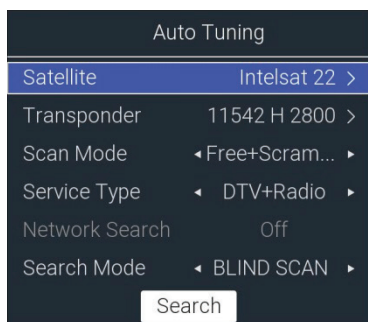 Auto Tuning
Satellite Intelsat 22 >
Transponder 11542 H 2800 >
Scan Mode ◂ Free+Scram... ▸
Service Type ◂ DTV+Radio ▸
Network Search Off
Search Mode ◂ BLIND SCAN ▸
Search